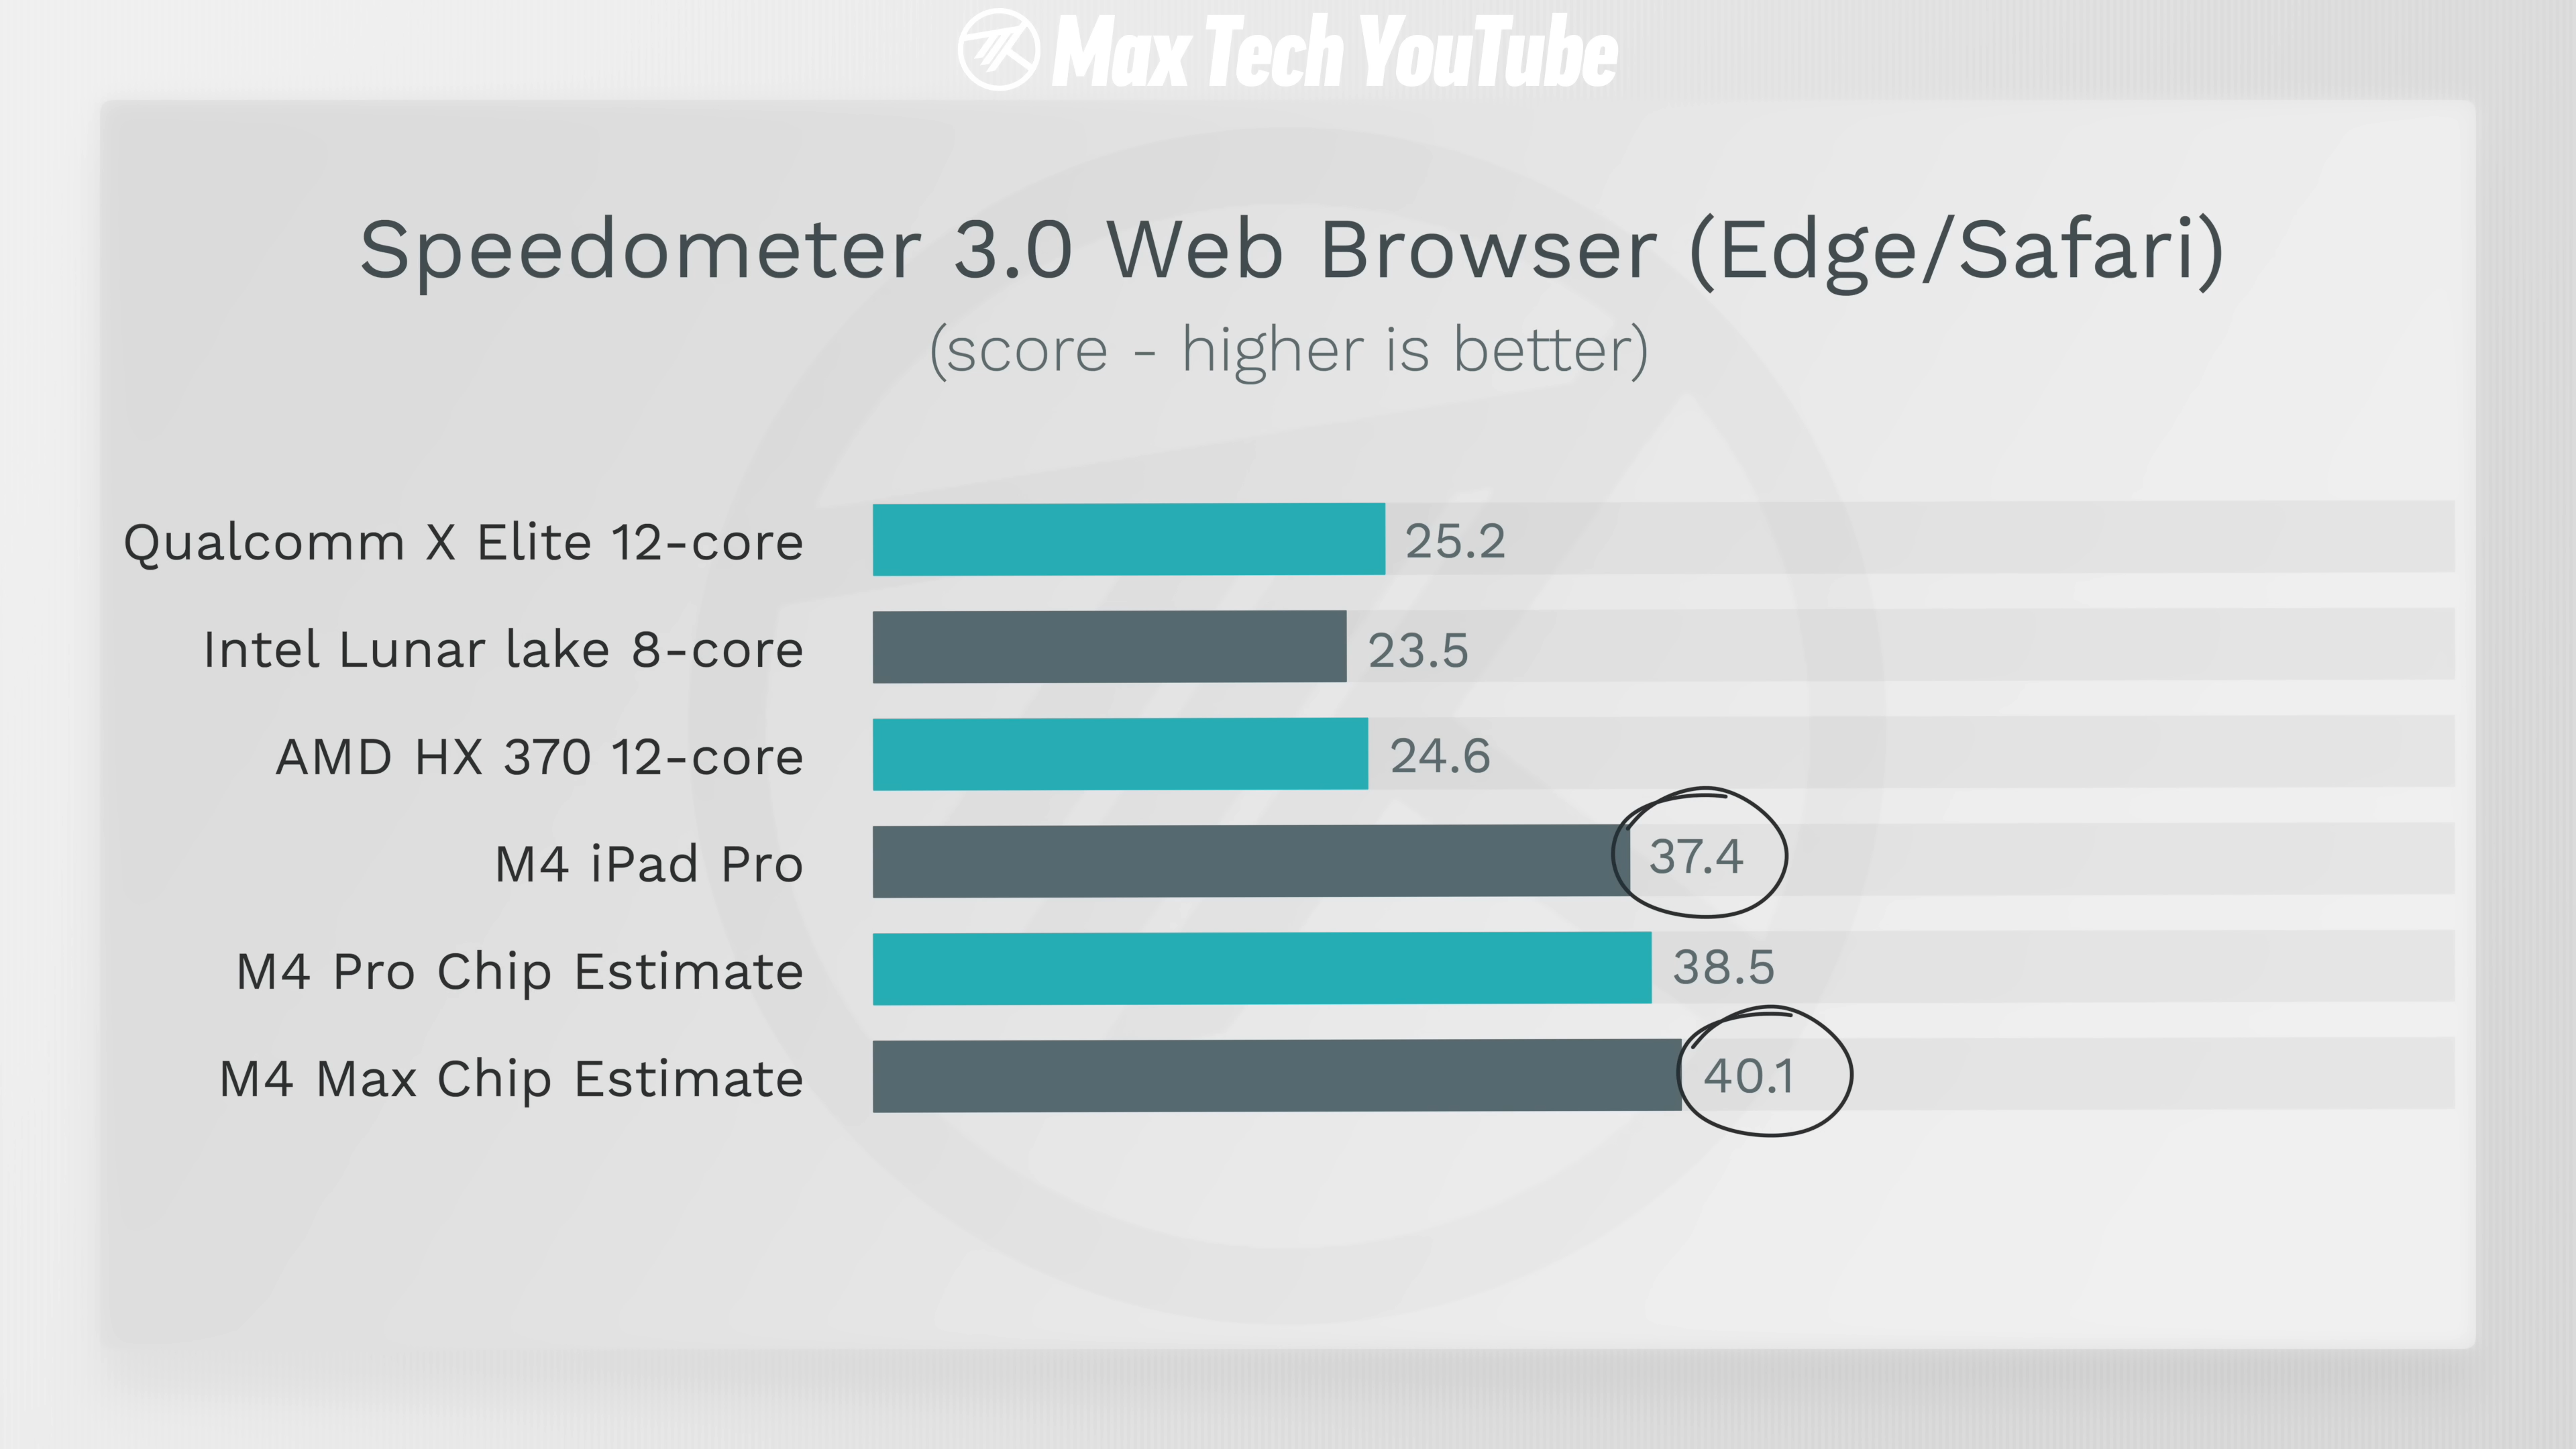 Max Tech YouTube
Speedometer 3.0 Web Browser (Edge/Safari)
(score - higher is better)
Qualcomm X Elite 12-core 25.2
Intel Lunar lake 8-core 23.5
AMD HX 370 12-core 24.6
M4 iPad Pro 37.4
M4 Pro Chip Estimate 38.5
M4 Max Chip Estimate 40.1